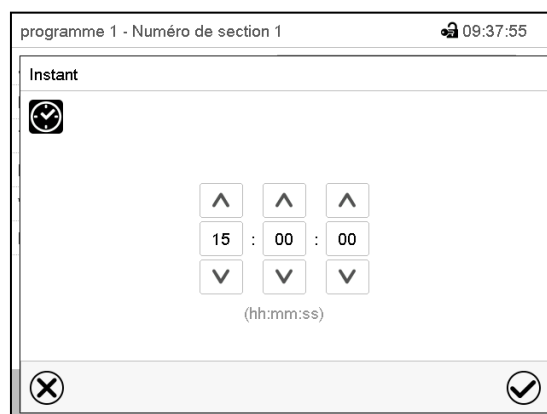 programme 1 - Numéro de section 1 09:37:55
Instant
15 : 00 : 00
(hh:mm:ss)